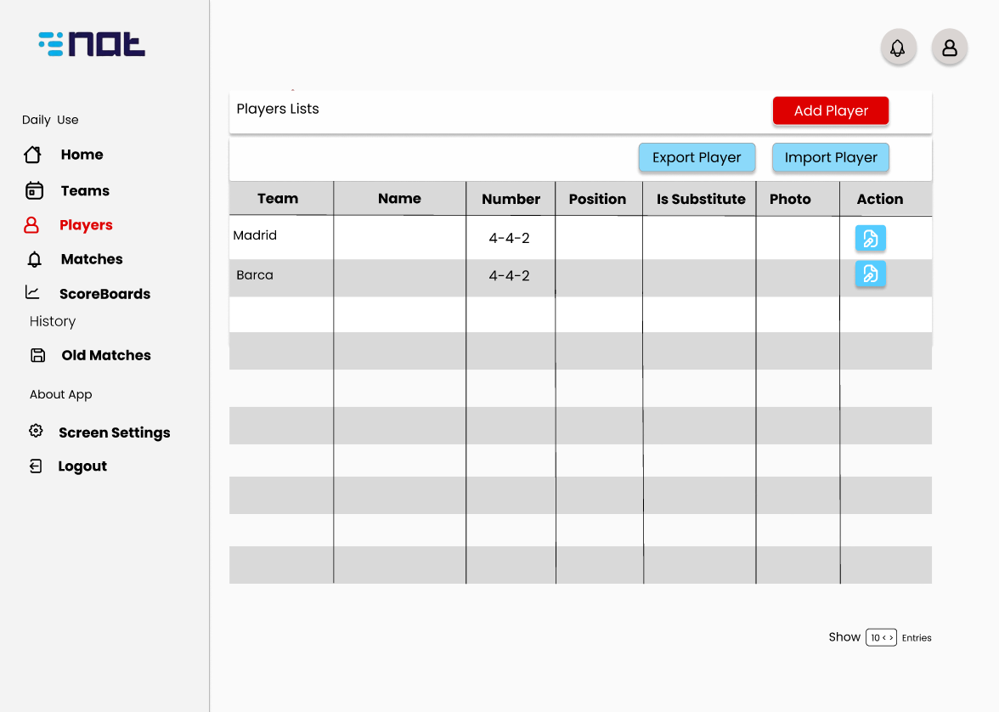 nat
Daily Use
Home
Teams
Players
Matches
ScoreBoards
History
Old Matches
About App
Screen Settings
Logout
Players Lists
Add Player
Export Player Import Player
Team Name Number Position Is Substitute Photo Action
Madrid 4-4-2
Barca 4-4-2
Show 10 < > Entries